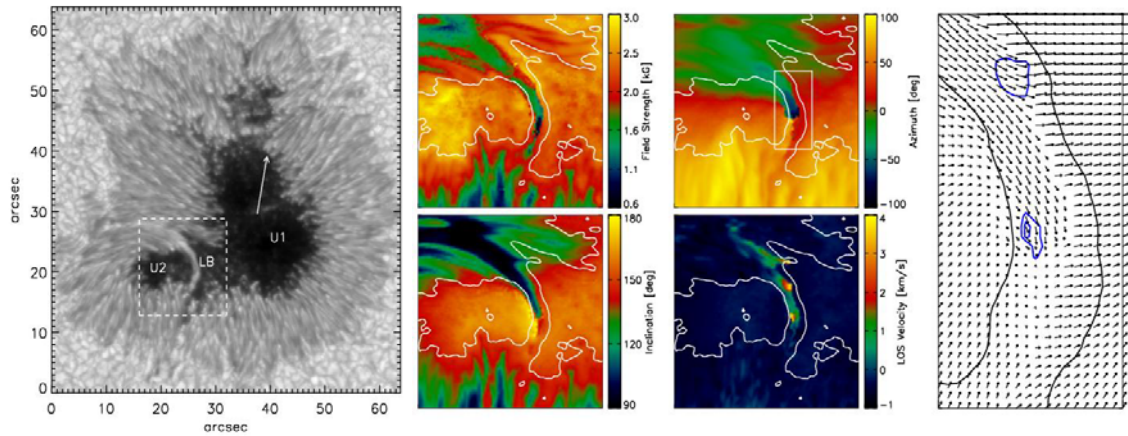 60
50
40
30
20
10
0
arcsec
0 10 20 30 40 50 60
arcsec
U1
U2
LB
3.0
2.5
2.1
1.6
1.1
0.6
Field Strength [kG]
100
50
0
-50
-100
Azimuth [deg]
180
150
120
90
Inclination [deg]
4
3
2
1
0
-1
LOS Velocity [km/s]